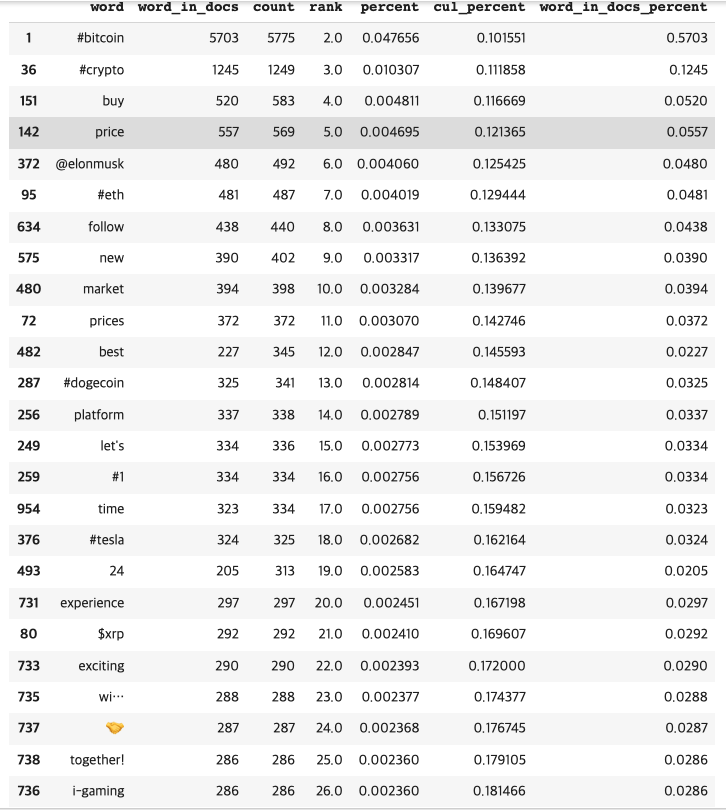 word word_in_docs count rank percent cul_percent word_in_docs_percent
1 #bitcoin 5703 5775 2.0 0.047656 0.101551 0.5703
36 #crypto 1245 1249 3.0 0.010307 0.111858 0.1245
151 buy 520 583 4.0 0.004811 0.116669 0.0520
142 price 557 569 5.0 0.004695 0.121365 0.0557
372 @elonmusk 480 492 6.0 0.004060 0.125425 0.0480
95 #eth 481 487 7.0 0.004019 0.129444 0.0481
634 follow 438 440 8.0 0.003631 0.133075 0.0438
575 new 390 402 9.0 0.003317 0.136392 0.0390
480 market 394 398 10.0 0.003284 0.139677 0.0394
72 prices 372 372 11.0 0.003070 0.142746 0.0372
482 best 227 345 12.0 0.002847 0.145593 0.0227
287 #dogecoin 325 341 13.0 0.002814 0.148407 0.0325
256 platform 337 338 14.0 0.002789 0.151197 0.0337
249 let's 334 336 15.0 0.002773 0.153969 0.0334
259 #1 334 334 16.0 0.002756 0.156726 0.0334
954 time 323 334 17.0 0.002756 0.159482 0.0323
376 #tesla 324 325 18.0 0.002682 0.162164 0.0324
493 24 205 313 19.0 0.002583 0.164747 0.0205
731 experience 297 297 20.0 0.002451 0.167198 0.0297
80 $xrp 292 292 21.0 0.002410 0.169607 0.0292
733 exciting 290 290 22.0 0.002393 0.172000 0.0290
735 wi… 288 288 23.0 0.002377 0.174377 0.0288
737 🤝 287 287 24.0 0.002368 0.176745 0.0287
738 together! 286 286 25.0 0.002360 0.179105 0.0286
736 i-gaming 286 286 26.0 0.002360 0.181466 0.0286